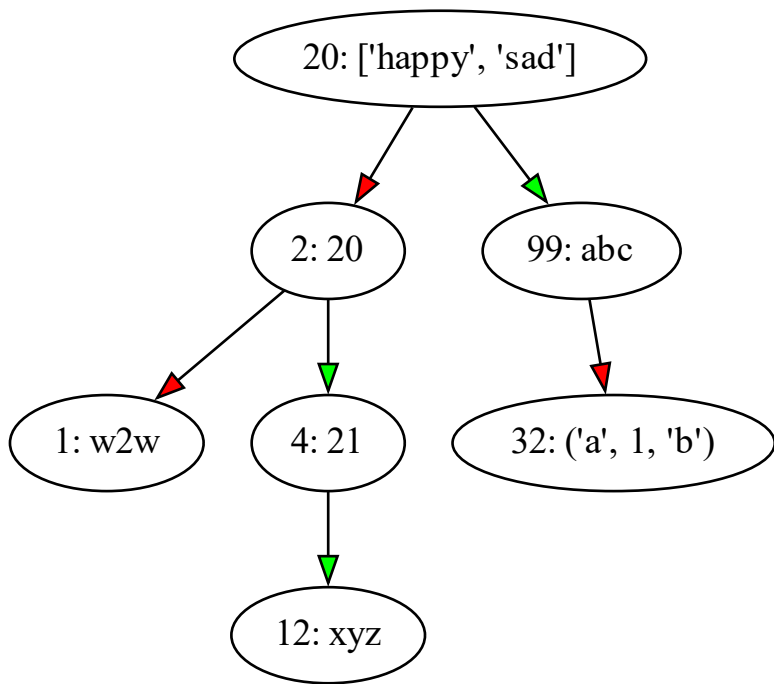 20: ['happy', 'sad']
2: 20
99: abc
1: w2w
4: 21
32: ('a', 1, 'b')
12: xyz